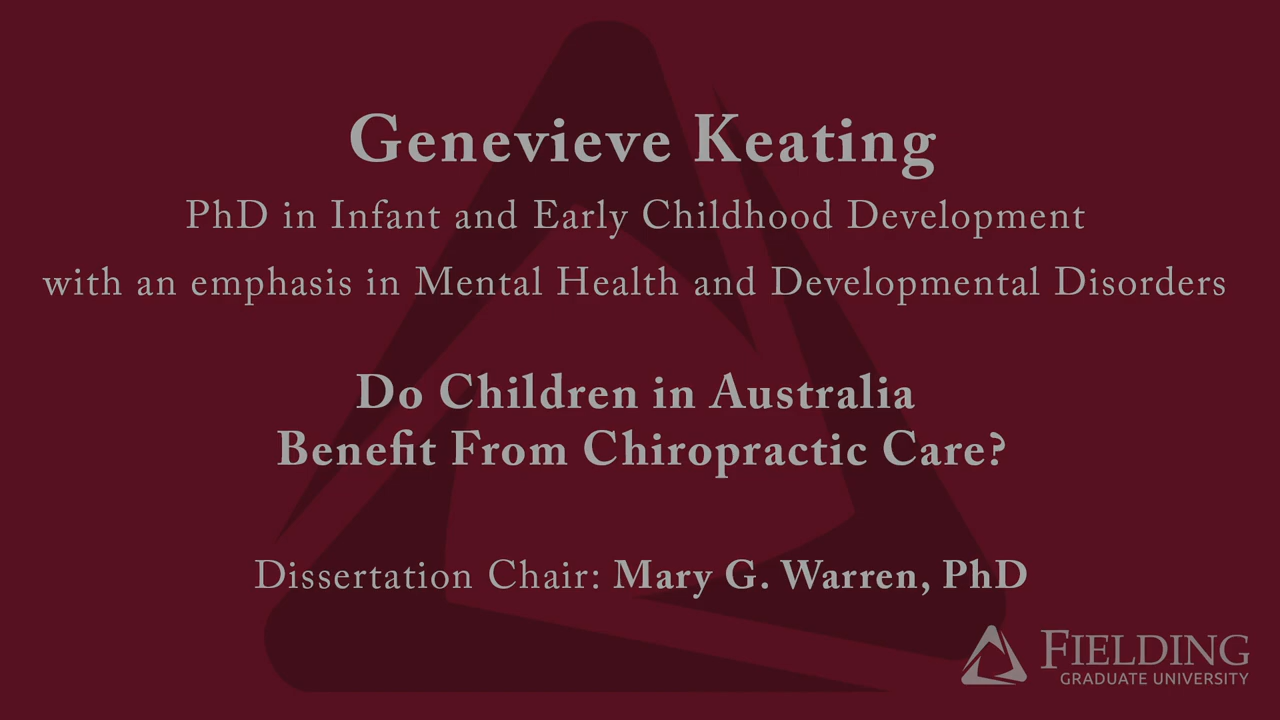 Genevieve Keating
PhD in Infant and Early Childhood Development
with an emphasis in Mental Health and Developmental Disorders
Do Children in Australia
Benefit From Chiropractic Care?
Dissertation Chair: Mary G. Warren, PhD
FIELDING
GRADUATE UNIVERSITY